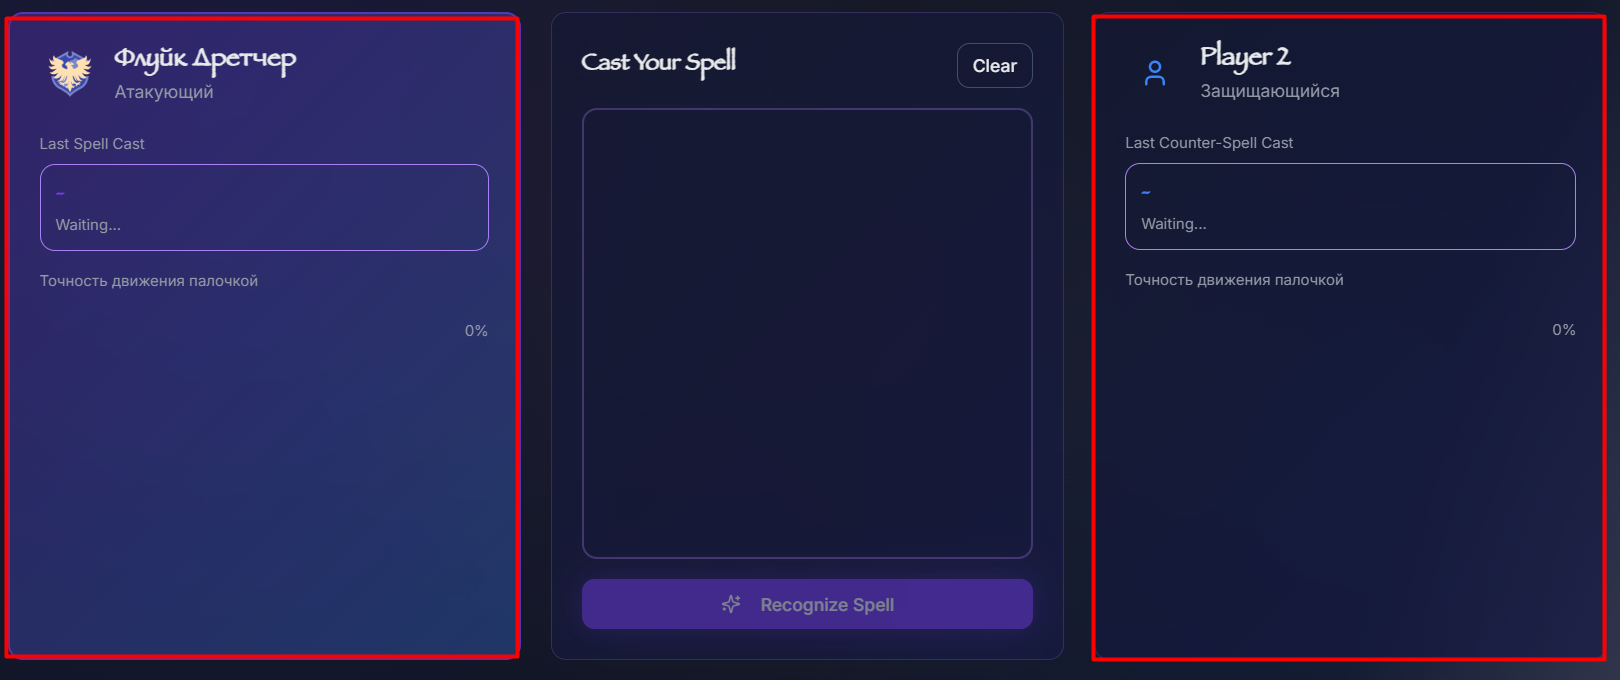 Флуйк Дретчер
Атакующий
Last Spell Cast
~
Waiting...
Точность движения палочкой
0%
Cast Your Spell
Clear
Recognize Spell
Player 2
Защищающийся
Last Counter-Spell Cast
~
Waiting...
Точность движения палочкой
0%